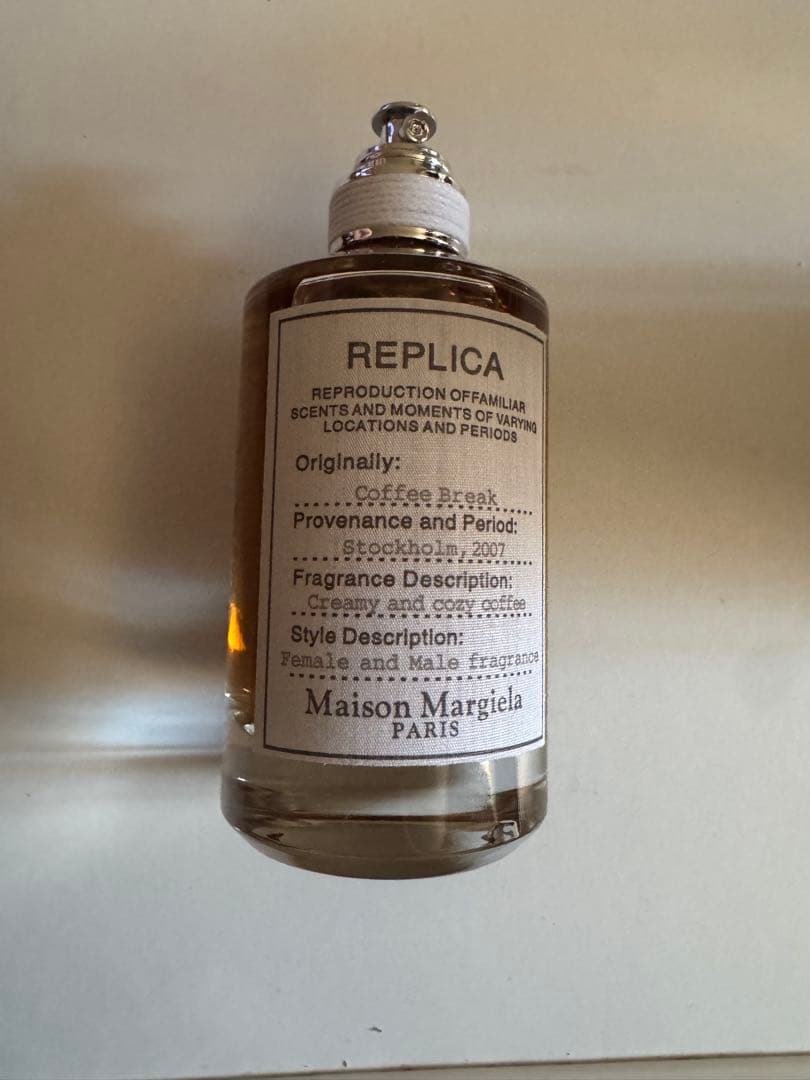 REPLICA
REPRODUCTION OFFAMILIAR
SCENTS AND MOMENTS OF VARYING
LOCATIONS AND PERIODS
Originally:
Coffee Break
Provenance and Period:
Stockholm, 2007
Fragrance Description:
Creamy and cozy coffee
Style Description:
Female and Male fragrance
Maison Margiela
PARIS